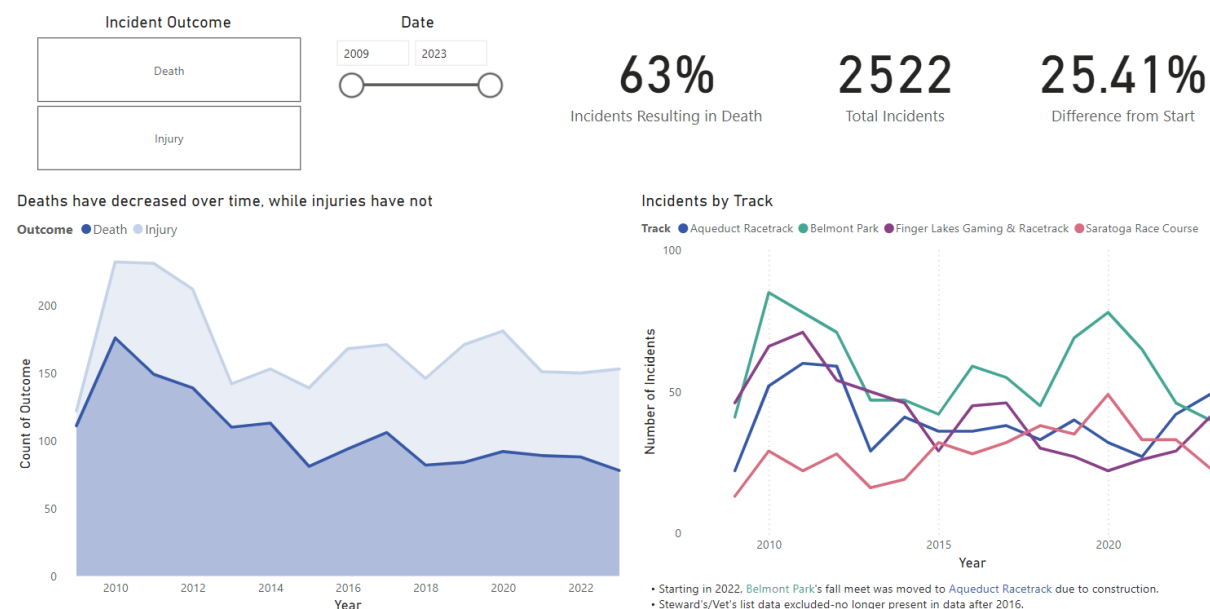 Incident Outcome
Death
Injury
Date
2009 2023
63%
Incidents Resulting in Death
2522
Total Incidents
25.41%
Difference from Start
Deaths have decreased over time, while injuries have not
Outcome Death Injury
Count of Outcome
200
150
100
50
0
2010 2012 2014 2016 2018 2020 2022
Year
Incidents by Track
Track Aqueduct Racetrack Belmont Park Finger Lakes Gaming & Racetrack Saratoga Race Course
Number of Incidents
100
50
0
2010 2015 2020
Year
• Starting in 2022, Belmont Park's fall meet was moved to Aqueduct Racetrack due to construction.
• Steward's/Vet's list data excluded-no longer present in data after 2016.